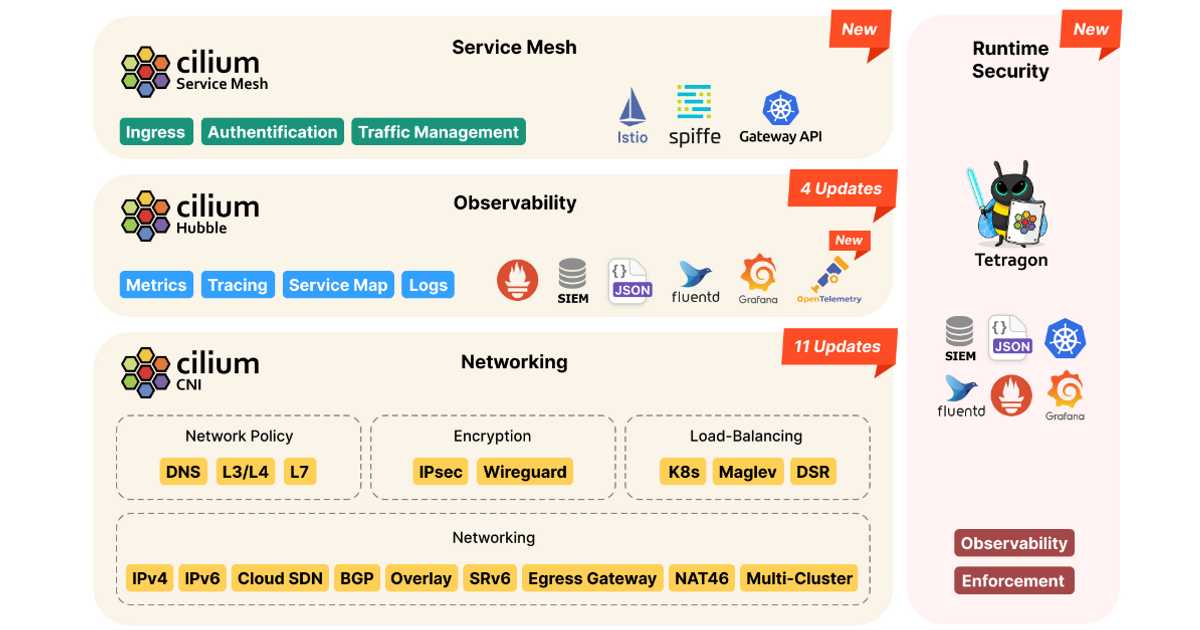 Service Mesh
New
cilium
Service Mesh
Ingress
Authentification
Traffic Management
Istio
spiffe
Gateway API
Observability
4 Updates
cilium
Hubble
New
Metrics
Tracing
Service Map
Logs
SIEM
{}
JSON
fluentd
Grafana
OpenTelemetry
Networking
11 Updates
cilium
CNI
Network Policy
DNS
L3/L4
L7
Encryption
IPsec
Wireguard
Load-Balancing
K8s
Maglev
DSR
Networking
IPv4
IPv6
Cloud SDN
BGP
Overlay
SRv6
Egress Gateway
NAT46
Multi-Cluster
New
Runtime
Security
Tetragon
SIEM
{}
JSON
fluentd
Grafana
Observability
Enforcement